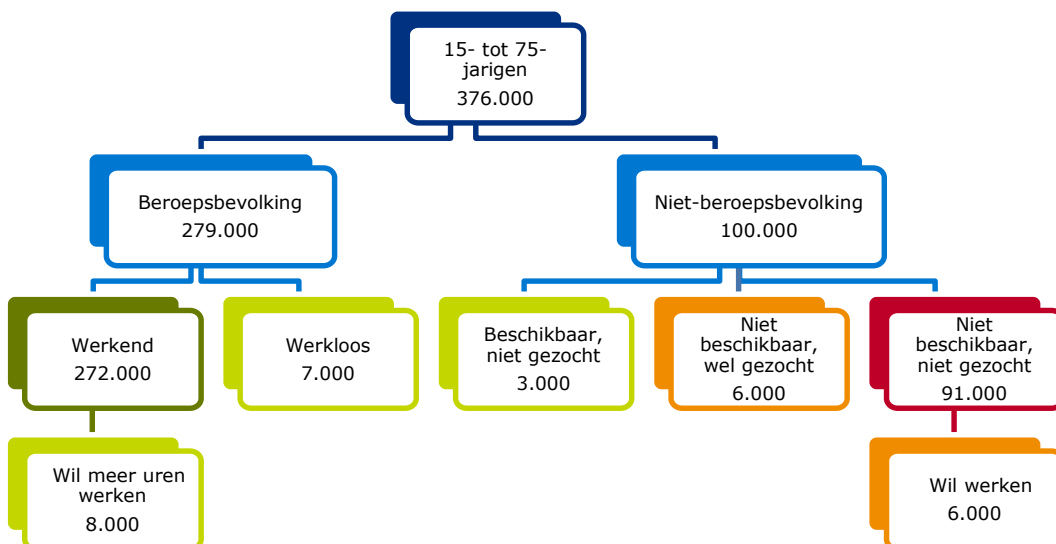 15- tot 75-
jarigen
376.000
Beroepsbevolking
279.000
Niet-beroepsbevolking
100.000
Werkend
272.000
Werkloos
7.000
Beschikbaar,
niet gezocht
3.000
Niet
beschikbaar,
wel gezocht
6.000
Niet
beschikbaar,
niet gezocht
91.000
Wil meer uren
werken
8.000
Wil werken
6.000